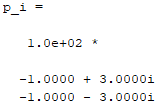 p_i =
1.0e+02 *
-1.0000 + 3.0000i
-1.0000 - 3.0000i